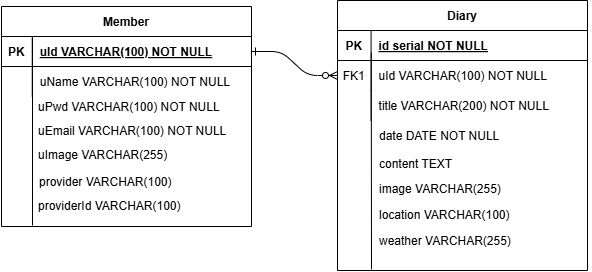 Member
PK uId VARCHAR(100) NOT NULL
uName VARCHAR(100) NOT NULL
uPwd VARCHAR(100) NOT NULL
uEmail VARCHAR(100) NOT NULL
uImage VARCHAR(255)
provider VARCHAR(100)
providerId VARCHAR(100)
Diary
PK id serial NOT NULL
FK1 uId VARCHAR(100) NOT NULL
title VARCHAR(200) NOT NULL
date DATE NOT NULL
content TEXT
image VARCHAR(255)
location VARCHAR(100)
weather VARCHAR(255)